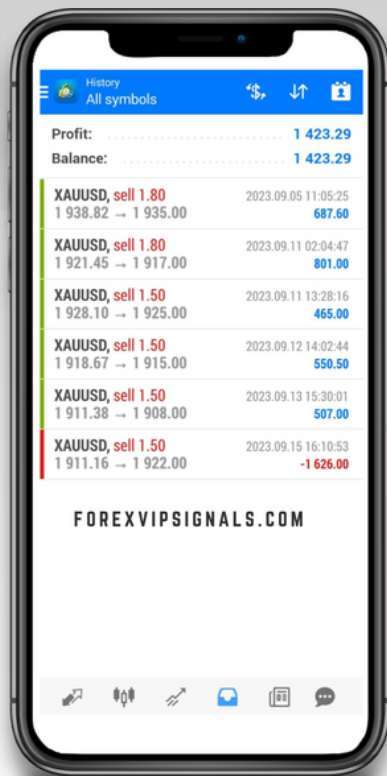 History
All symbols
Profit: 1 423.29
Balance: 1 423.29
XAUUSD, sell 1.80 2023.09.05 11:05:25
1 938.82 → 1 935.00 687.60
XAUUSD, sell 1.80 2023.09.11 02:04:47
1 921.45 → 1 917.00 801.00
XAUUSD, sell 1.50 2023.09.11 13:28:16
1 928.10 → 1 925.00 465.00
XAUUSD, sell 1.50 2023.09.12 14:02:44
1 918.67 → 1 915.00 550.50
XAUUSD, sell 1.50 2023.09.13 15:30:01
1 911.38 → 1 908.00 507.00
XAUUSD, sell 1.50 2023.09.15 16:10:53
1 911.16 → 1 922.00 -1 626.00
FOREXVIPSIGNALS.COM